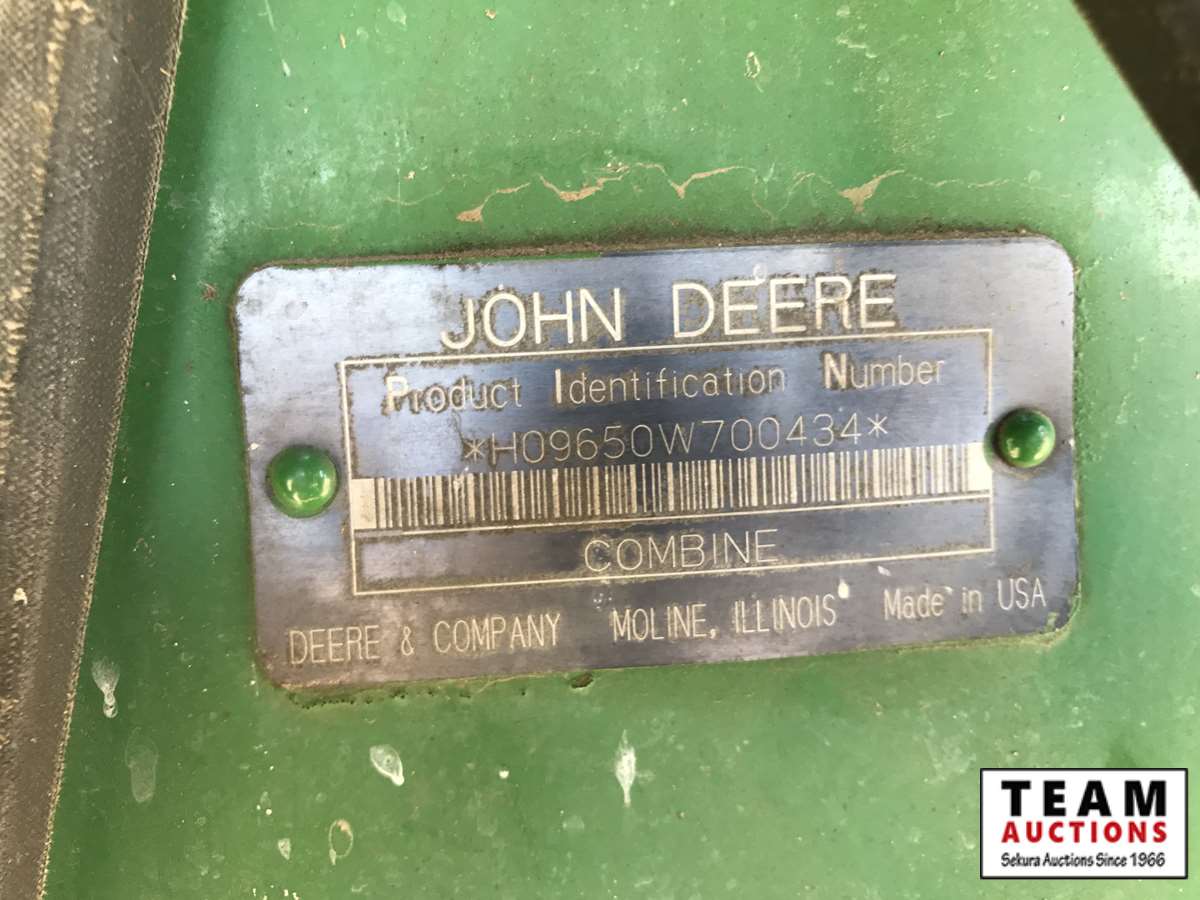 JOHN DEERE
Product Identification Number
*H09650W700434*
COMBINE
DEERE & COMPANY MOLINE, ILLINOIS Made in USA
TEAM
AUCTIONS
Sekura Auctions Since 1966